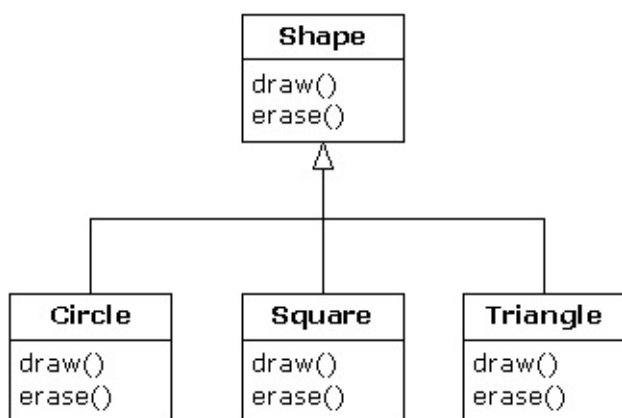 Shape
draw()
erase()
Circle
draw()
erase()
Square
draw()
erase()
Triangle
draw()
erase()